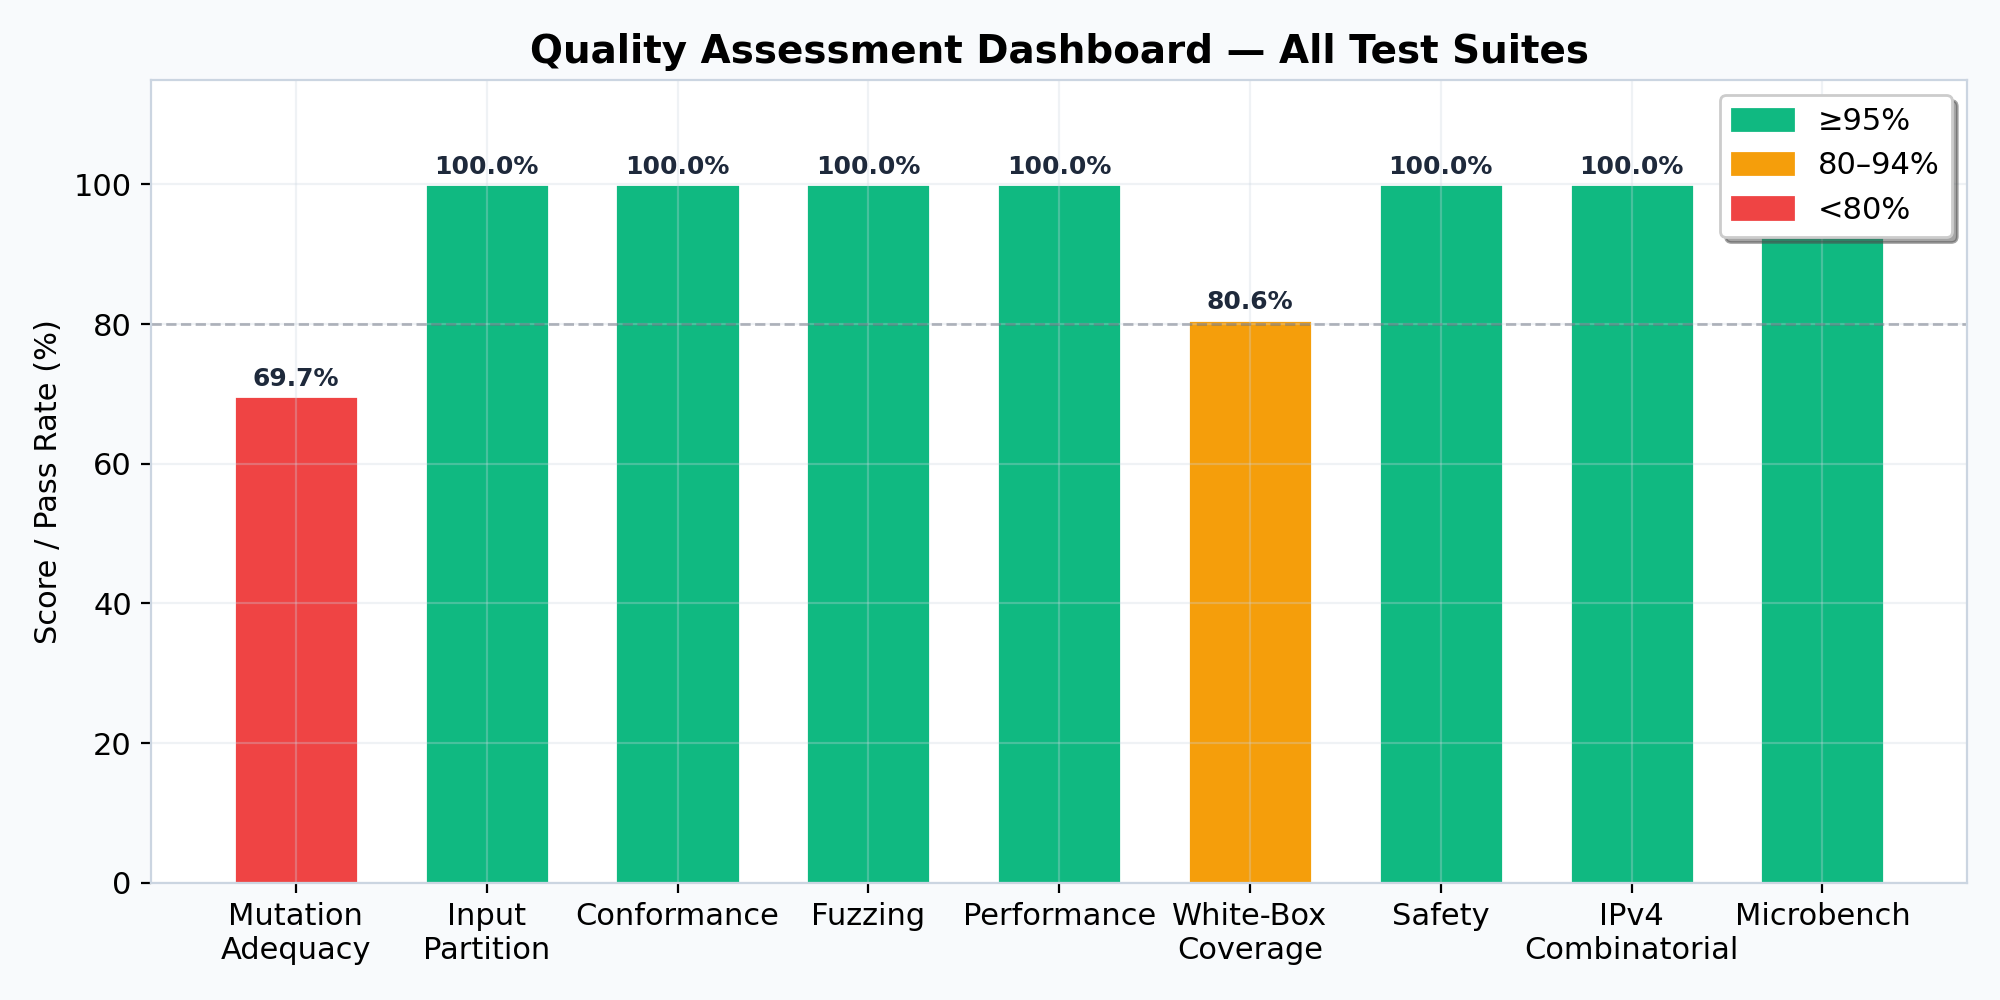 Quality Assessment Dashboard — All Test Suites
≥95%
80–94%
<80%
100.0%
100.0%
100.0%
100.0%
100.0%
100.0%
80.6%
69.7%
Score / Pass Rate (%)
100
80
60
40
20
0
Mutation
Adequacy
Input
Partition
Conformance
Fuzzing
Performance
White-Box
Coverage
Safety
IPv4
Combinatorial
Microbench